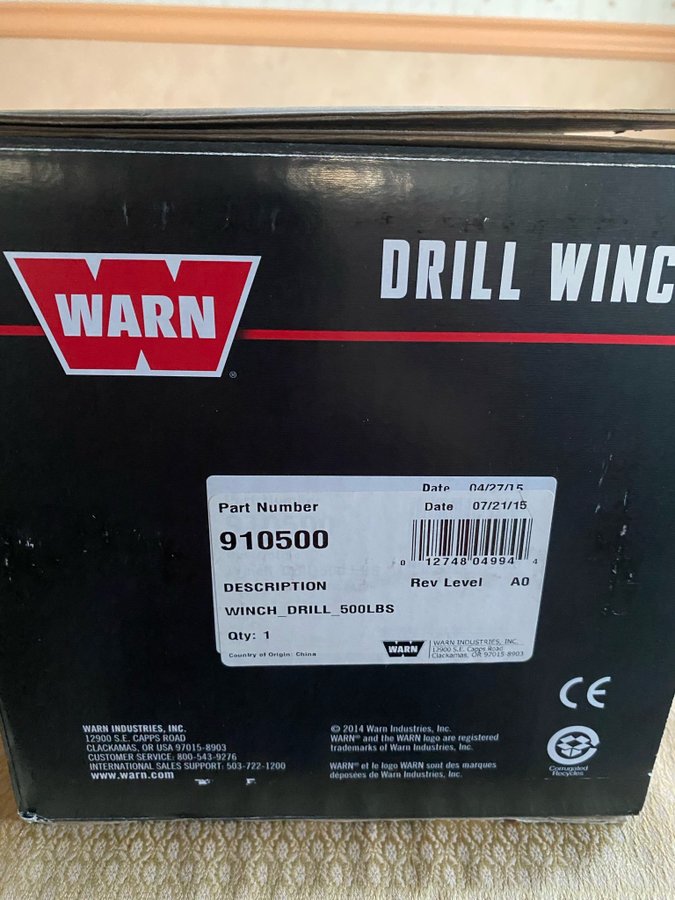 WARN
®
DRILL WINC
Date 04/27/15
Part Number
Date 07/21/15
910500
0 12748 04994 4
DESCRIPTION
Rev Level A0
WINCH_DRILL_500LBS
Qty: 1
Country of Origin: China
WARN
WARN INDUSTRIES, INC.
12900 S.E. Capps Road
Clackamas, OR 97015-8903
CE
WARN INDUSTRIES, INC.
12900 S.E. CAPPS ROAD
CLACKAMAS, OR USA 97015-8903
CUSTOMER SERVICE: 800-543-9276
INTERNATIONAL SALES SUPPORT: 503-722-1200
www.warn.com
© 2014 Warn Industries, Inc.
WARN® and the WARN logo are registered
trademarks of Warn Industries, Inc.
WARN® et le logo WARN sont des marques
déposées de Warn Industries, Inc.
Corrugated
Recycles